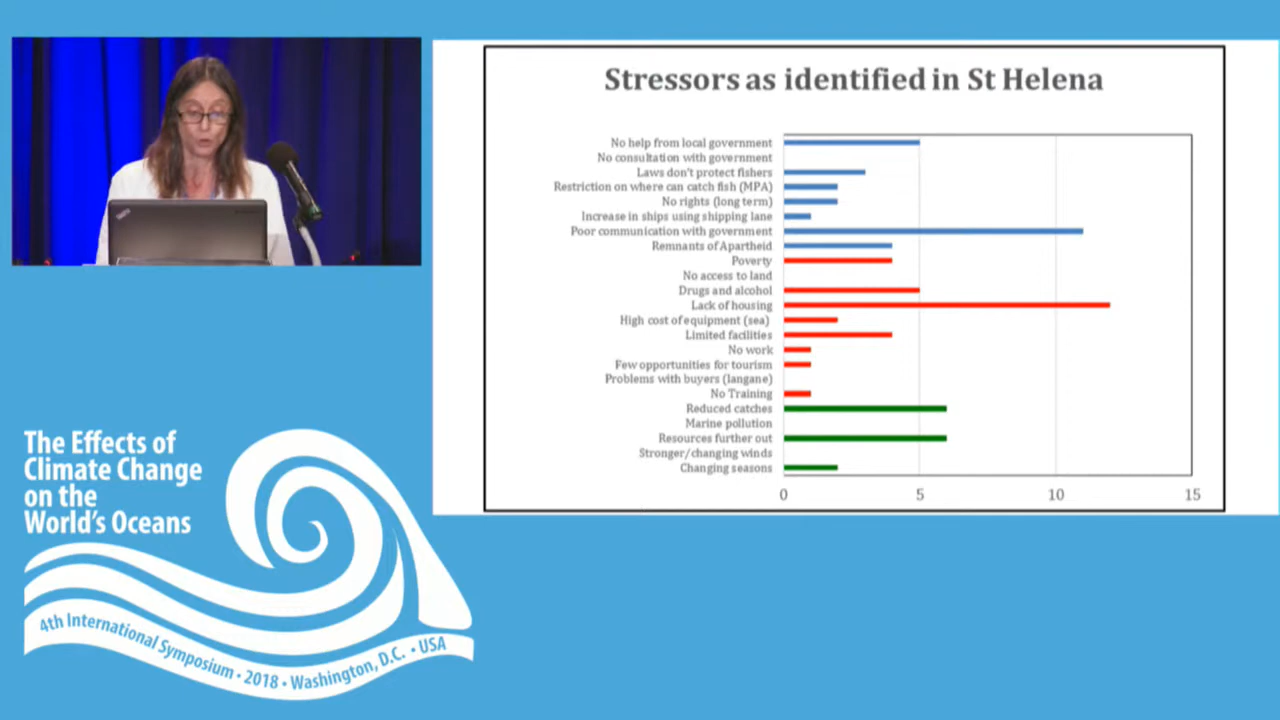 Stressors as identified in St Helena
No help from local government
No consultation with government
Laws don't protect fishers
Restriction on where can catch fish (MPA)
No rights (long term)
Increase in ships using shipping lane
Poor communication with government
Remnants of Apartheid
Poverty
No access to land
Drugs and alcohol
Lack of housing
High cost of equipment (sea)
Limited facilities
No work
Few opportunities for tourism
Problems with buyers (langane)
No Training
Reduced catches
Marine pollution
Resources further out
Stronger/changing winds
Changing seasons
0 5 10 15
The Effects of
Climate Change
on the
World's Oceans
4th International Symposium • 2018 • Washington, D.C. • USA